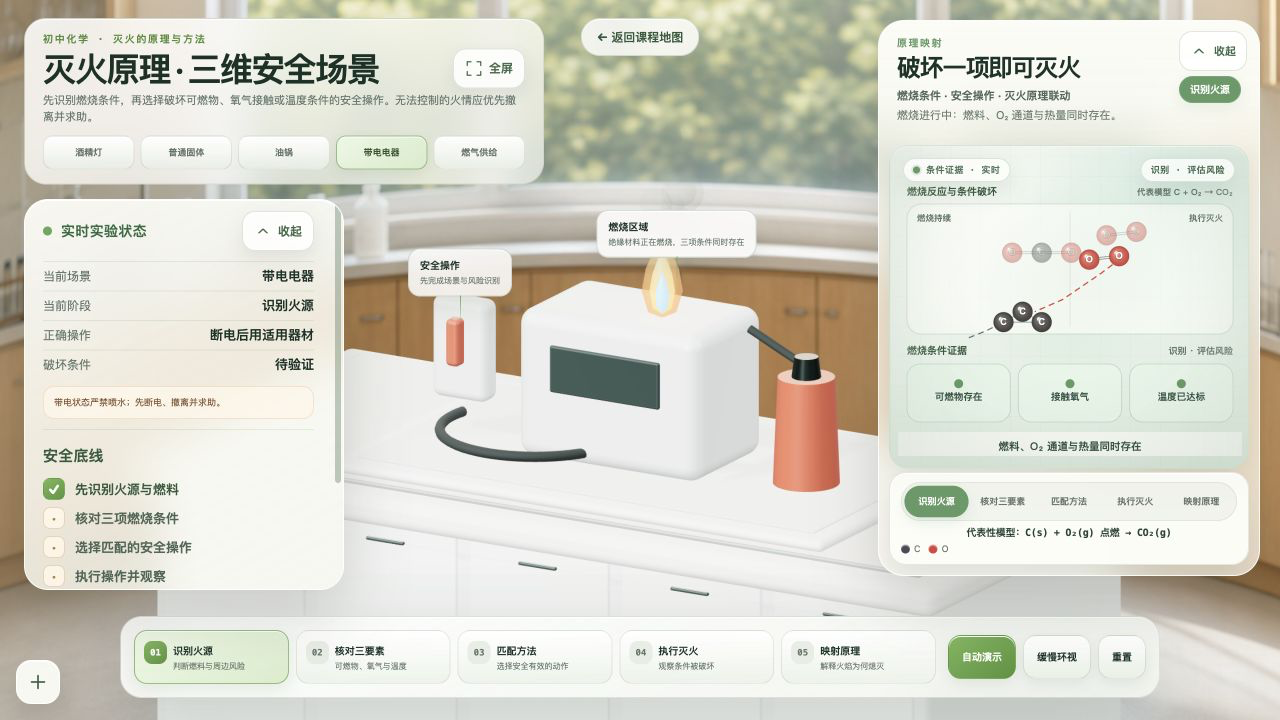 初中化学 · 灭火的原理与方法
灭火原理·三维安全场景
全屏
先识别燃烧条件，再选择破坏可燃物、氧气接触或温度条件的安全操作。无法控制的火情应优先撤
离并求助。
酒精灯
普通固体
油锅
带电电器
燃气供给
← 返回课程地图
实时实验状态
收起
当前场景
带电电器
当前阶段
识别火源
正确操作
断电后用适用器材
破坏条件
待验证
带电状态严禁喷水；先断电、撤离并求助。
安全底线
先识别火源与燃料
核对三项燃烧条件
选择匹配的安全操作
执行操作并观察
安全操作
先完成场景与风险识别
燃烧区域
绝缘材料正在燃烧，三项条件同时存在
原理映射
破坏一项即可灭火
收起
识别火源
燃烧条件 · 安全操作 · 灭火原理联动
燃烧进行中：燃料、O₂ 通道与热量同时存在。
条件证据 · 实时
识别 · 评估风险
燃烧反应与条件破坏
代表模型 C + O₂ → CO₂
燃烧持续
执行灭火
O
O
C
C
C
燃烧条件证据
识别 · 评估风险
可燃物存在
接触氧气
温度已达标
燃料、O₂ 通道与热量同时存在
识别火源
核对三要素
匹配方法
执行灭火
映射原理
代表性模型：C(s) + O₂(g) 点燃 → CO₂(g)
C
O
01
识别火源
判断燃料与周边风险
02
核对三要素
可燃物、氧气与温度
03
匹配方法
选择安全有效的动作
04
执行灭火
观察条件被破坏
05
映射原理
解释火焰为何熄灭
自动演示
缓慢环视
重置
+